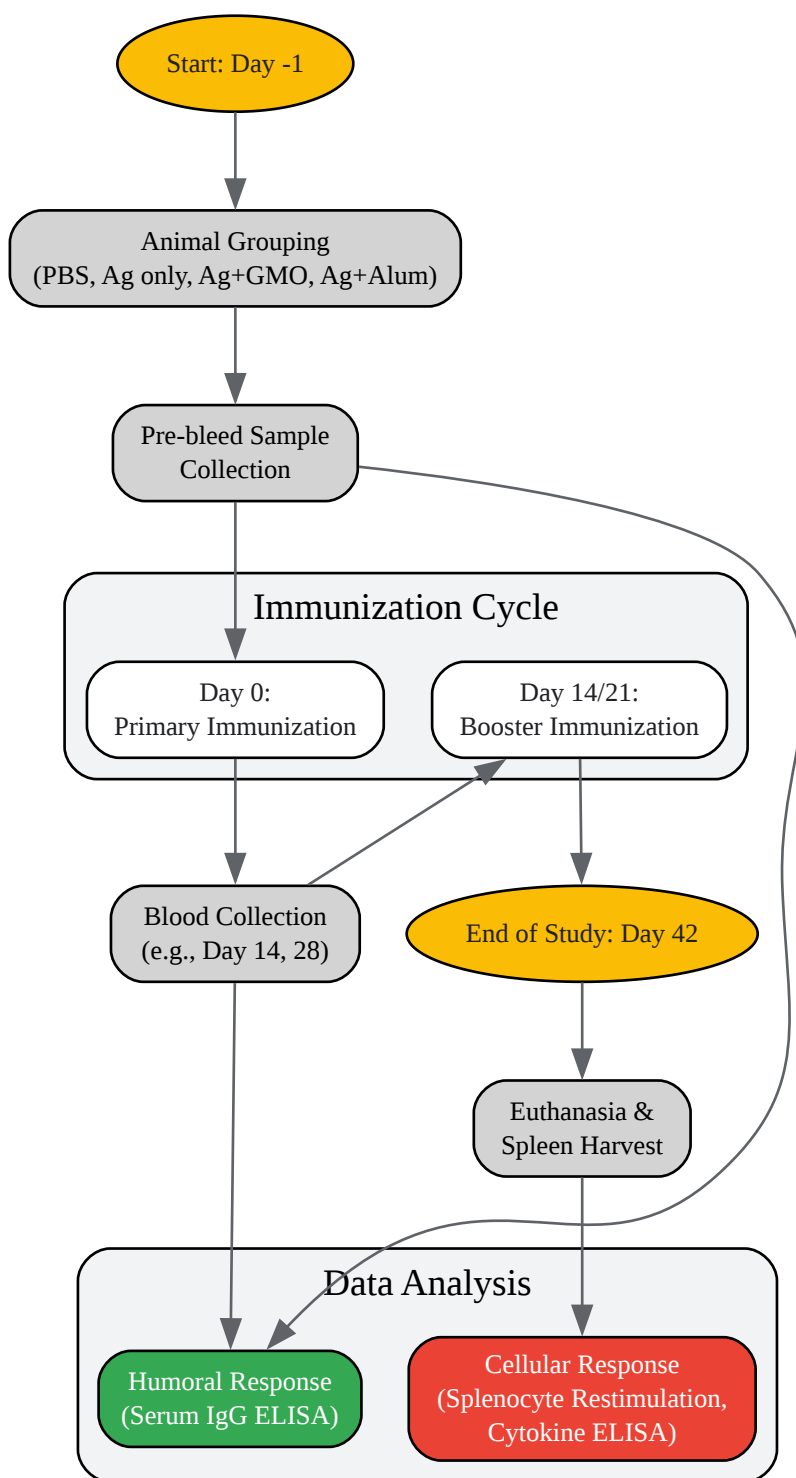 Start: Day -1
Animal Grouping
(PBS, Ag only, Ag+GMO, Ag+Alum)
Pre-bleed Sample
Collection
Immunization Cycle
Day 0:
Primary Immunization
Day 14/21:
Booster Immunization
Blood Collection
(e.g., Day 14, 28)
End of Study: Day 42
Euthanasia &
Spleen Harvest
Data Analysis
Humoral Response
(Serum IgG ELISA)
Cellular Response
(Splenocyte Restimulation,
Cytokine ELISA)